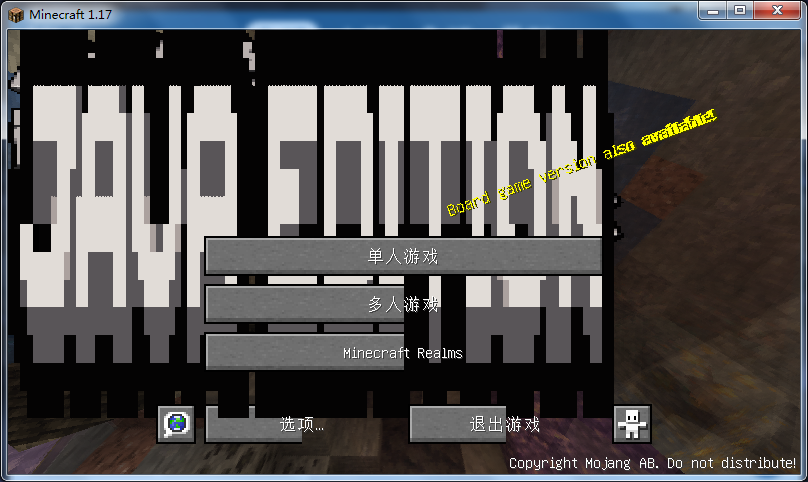 Minecraft 1.17
JAVA EDITION
Board game version also available!
单人游戏
多人游戏
Minecraft Realms
选项...
退出游戏
Copyright Mojang AB. Do not distribute!